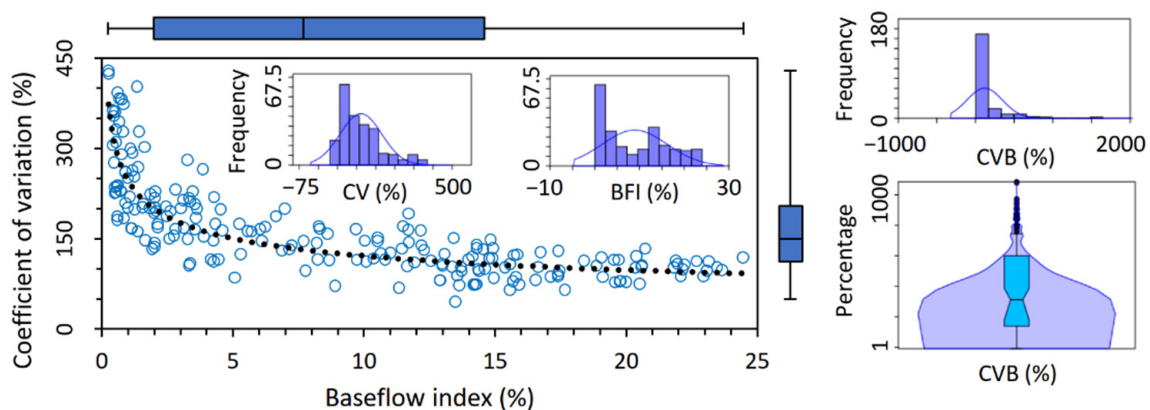 450
300
150
0
Coefficient of variation (%)
0 5 10 15 20 25
Baseflow index (%)
Frequency
67.5
0
−75 CV (%) 500
67.5
0
−10 BFI (%) 30
Frequency
180
0
−1000 CVB (%) 2000
Percentage
1000
1
CVB (%)